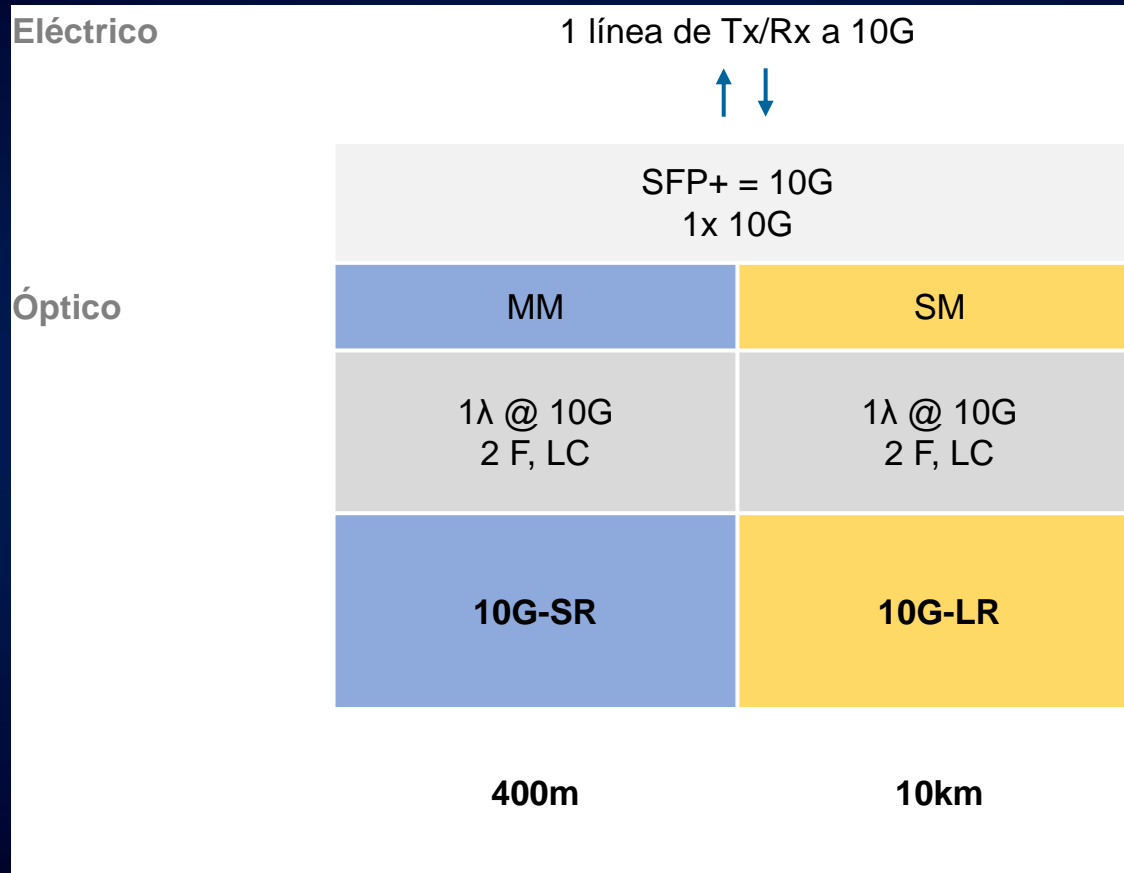 Eléctrico
1 línea de Tx/Rx a 10G
SFP+ = 10G
1x 10G
Óptico
MM
SM
1λ @ 10G
2 F, LC
1λ @ 10G
2 F, LC
10G-SR
10G-LR
400m
10km